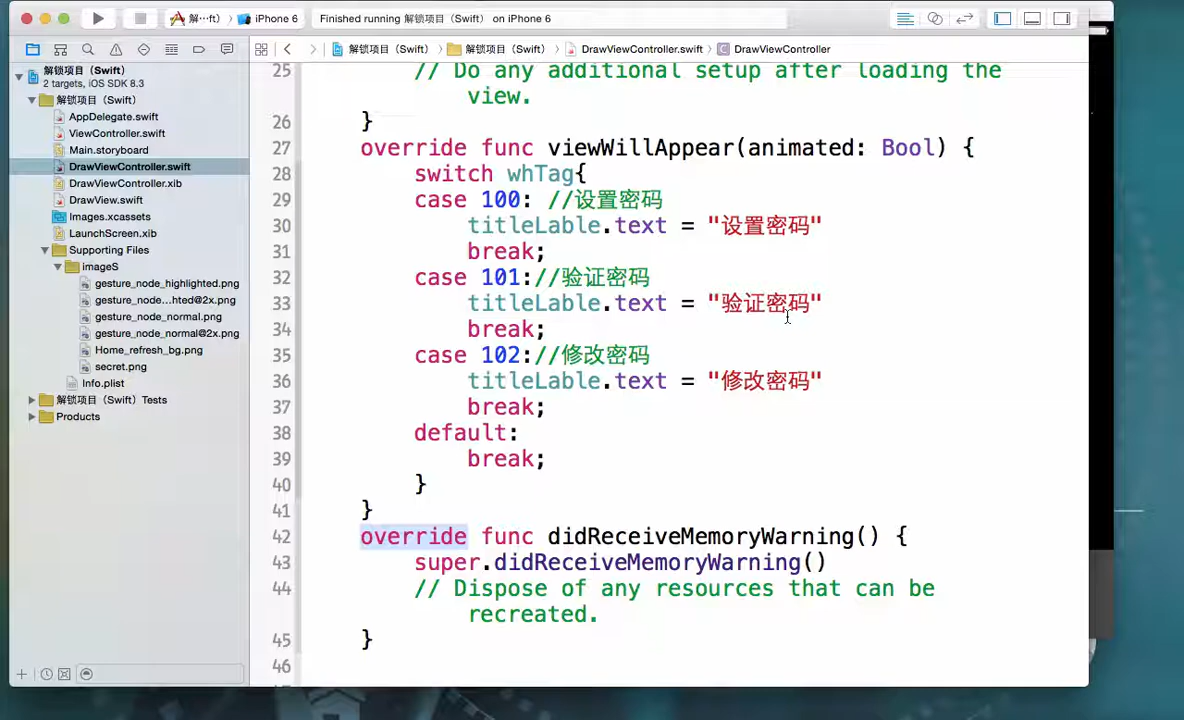 解…ft)
iPhone 6
Finished running 解锁项目（Swift） on iPhone 6
解锁项目（Swift）
解锁项目（Swift）
DrawViewController.swift
DrawViewController
解锁项目 (Swift)
2 targets, iOS SDK 8.3
解锁项目（Swift）
AppDelegate.swift
ViewController.swift
Main.storyboard
DrawViewController.swift
DrawViewController.xib
DrawView.swift
Images.xcassets
LaunchScreen.xib
Supporting Files
imageS
gesture_node_highlighted.png
gesture_node...hted@2x.png
gesture_node_normal.png
gesture_node_normal@2x.png
Home_refresh_bg.png
secret.png
Info.plist
解锁项目（Swift）Tests
Products
25 // Do any additional setup after loading the
view.
26 }
27 override func viewWillAppear(animated: Bool) {
28 switch whTag{
29 case 100: //设置密码
30 titleLable.text = "设置密码"
31 break;
32 case 101://验证密码
33 titleLable.text = "验证密码"
34 break;
35 case 102://修改密码
36 titleLable.text = "修改密码"
37 break;
38 default:
39 break;
40 }
41 }
42 override func didReceiveMemoryWarning() {
43 super.didReceiveMemoryWarning()
44 // Dispose of any resources that can be
recreated.
45 }
46